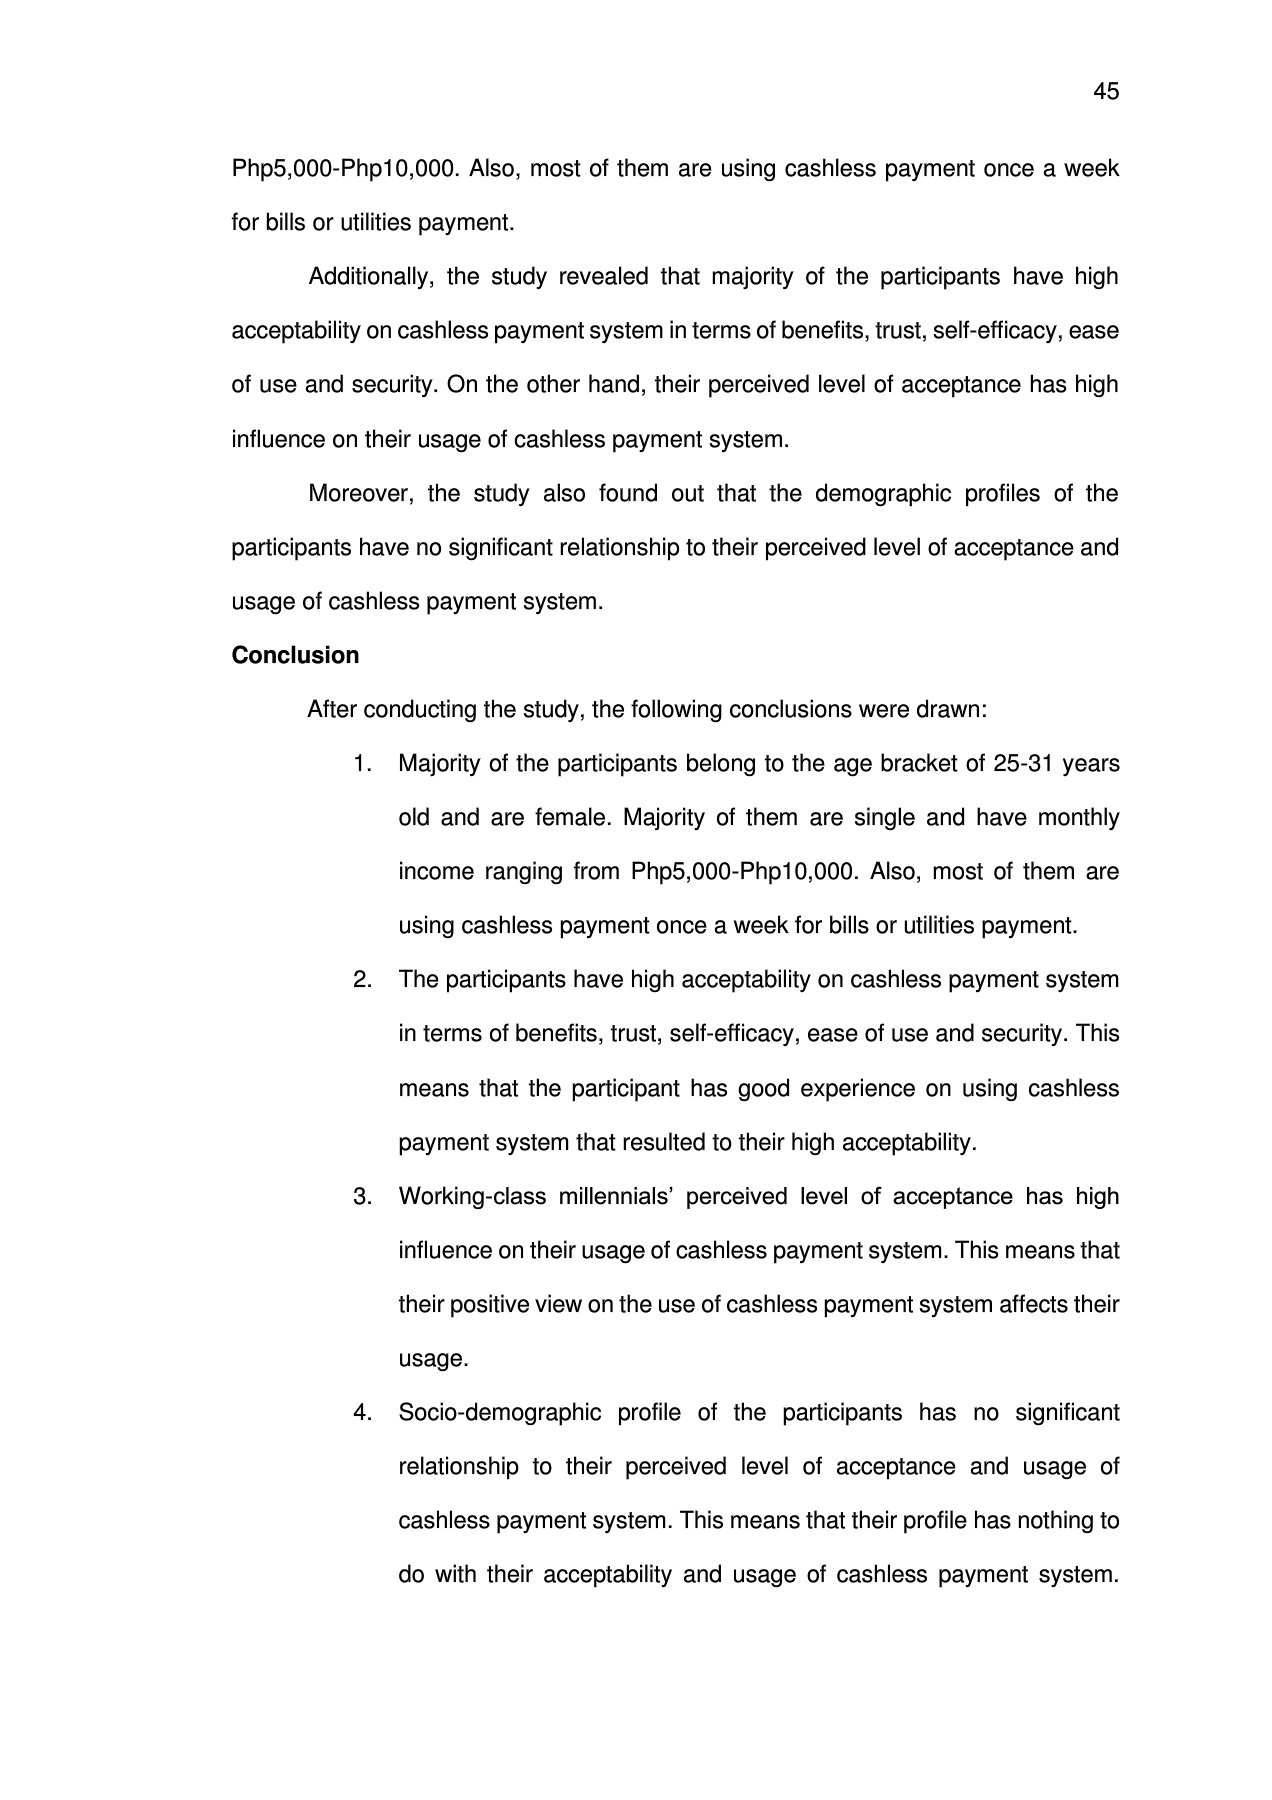 45
Php5,000-Php10,000. Also, most of them are using cashless payment once a week
for bills or utilities payment.
Additionally, the study revealed that majority of the participants have high
acceptability on cashless payment system in terms of benefits, trust, self-efficacy, ease
of use and security. On the other hand, their perceived level of acceptance has high
influence on their usage of cashless payment system.
Moreover, the study also found out that the demographic profiles of the
participants have no significant relationship to their perceived level of acceptance and
usage of cashless payment system.
Conclusion
After conducting the study, the following conclusions were drawn:
1. Majority of the participants belong to the age bracket of 25-31 years
old and are female. Majority of them are single and have monthly
income ranging from Php5,000-Php10,000. Also, most of them are
using cashless payment once a week for bills or utilities payment.
2. The participants have high acceptability on cashless payment system
in terms of benefits, trust, self-efficacy, ease of use and security. This
means that the participant has good experience on using cashless
payment system that resulted to their high acceptability.
3. Working-class millennials’ perceived level of acceptance has high
influence on their usage of cashless payment system. This means that
their positive view on the use of cashless payment system affects their
usage.
4. Socio-demographic profile of the participants has no significant
relationship to their perceived level of acceptance and usage of
cashless payment system. This means that their profile has nothing to
do with their acceptability and usage of cashless payment system.